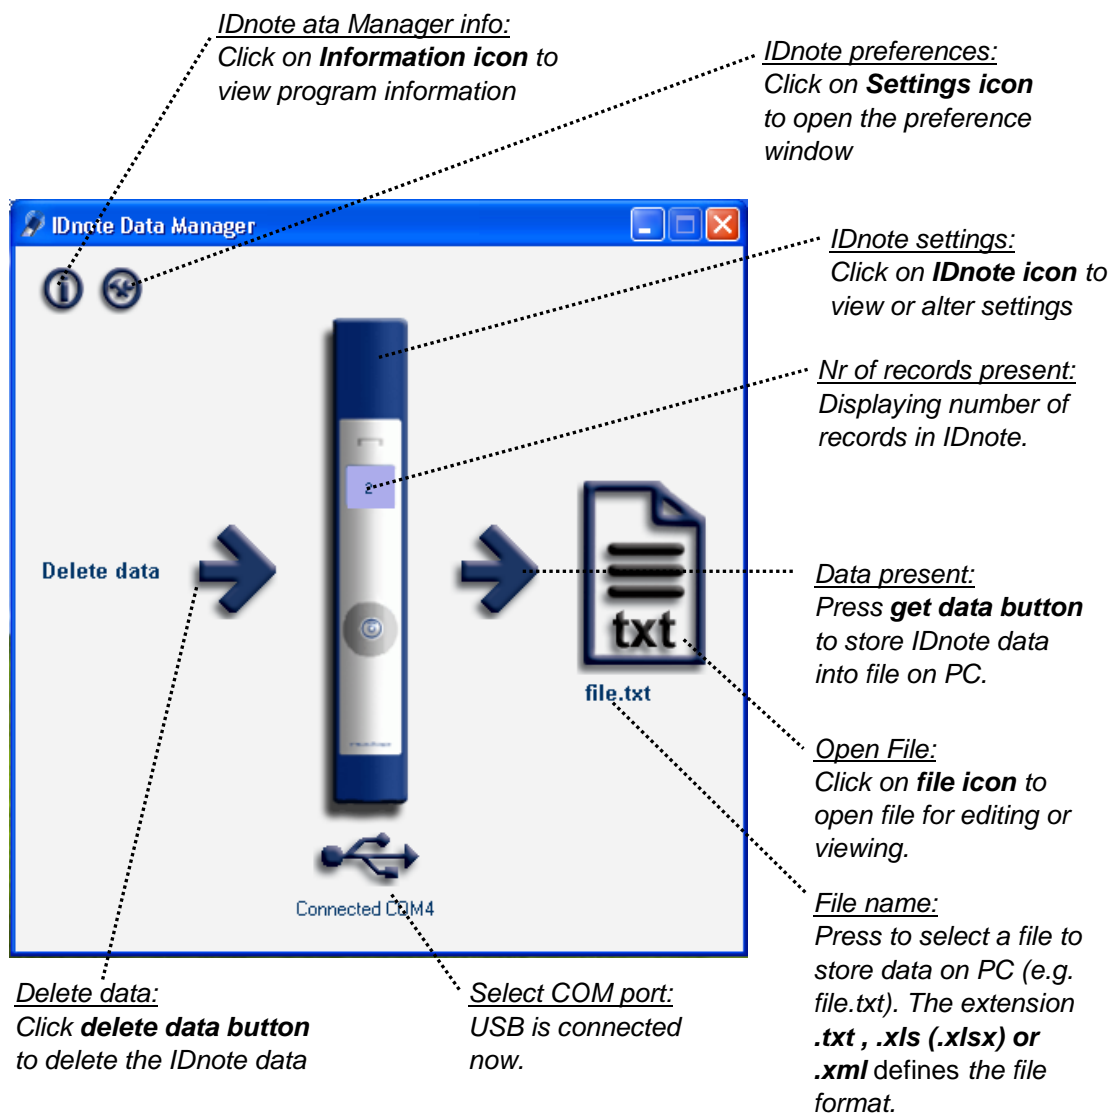 IDnote ata Manager info:
Click on Information icon to
view program information
IDnote preferences:
Click on Settings icon
to open the preference
window
IDnote Data Manager
IDnote settings:
Click on IDnote icon to
view or alter settings
Nr of records present:
Displaying number of
records in IDnote.
2
Delete data
txt
file.txt
Data present:
Press get data button
to store IDnote data
into file on PC.
Open File:
Click on file icon to
open file for editing or
viewing.
Connected COM4
File name:
Press to select a file to
store data on PC (e.g.
file.txt). The extension
.txt , .xls (.xlsx) or
.xml defines the file
format.
Delete data:
Click delete data button
to delete the IDnote data
Select COM port:
USB is connected
now.